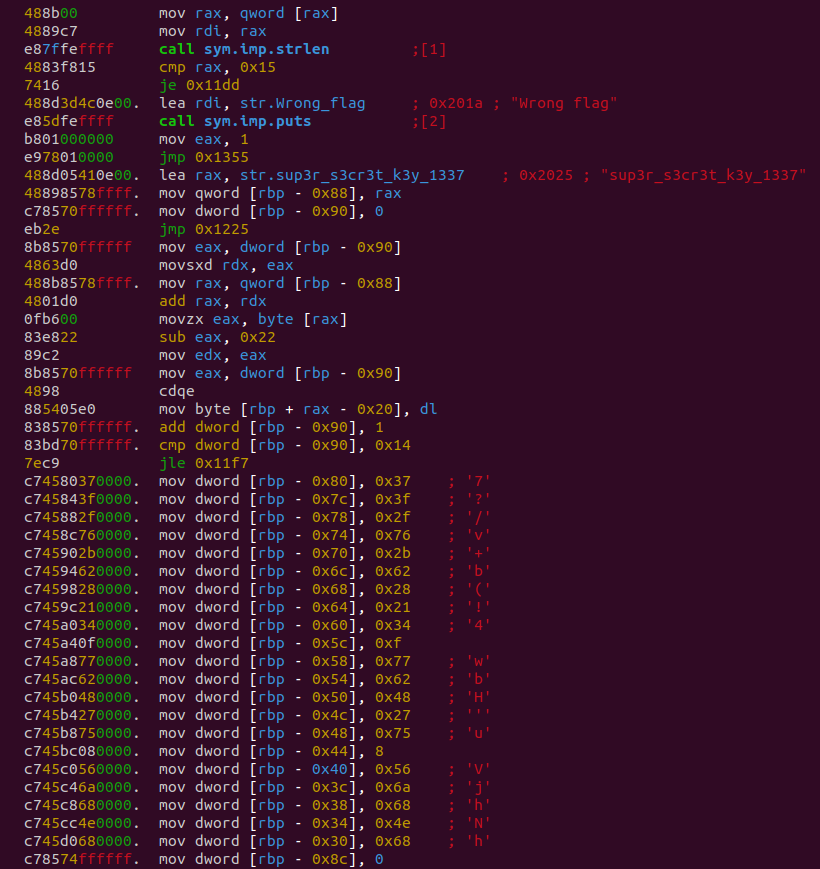 488b00 mov rax, qword [rax]
4889c7 mov rdi, rax
e87ffeffff call sym.imp.strlen ;[1]
4883f815 cmp rax, 0x15
7416 je 0x11dd
488d3d4c0e00. lea rdi, str.Wrong_flag ; 0x201a ; "Wrong flag"
e85dfeffff call sym.imp.puts ;[2]
b801000000 mov eax, 1
e978010000 jmp 0x1355
488d05410e00. lea rax, str.sup3r_s3cr3t_k3y_1337 ; 0x2025 ; "sup3r_s3cr3t_k3y_1337"
48898578ffff. mov qword [rbp - 0x88], rax
c78570ffffff. mov dword [rbp - 0x90], 0
eb2e jmp 0x1225
8b8570ffffff mov eax, dword [rbp - 0x90]
4863d0 movsxd rdx, eax
488b8578ffff. mov rax, qword [rbp - 0x88]
4801d0 add rax, rdx
0fb600 movzx eax, byte [rax]
83e822 sub eax, 0x22
89c2 mov edx, eax
8b8570ffffff mov eax, dword [rbp - 0x90]
4898 cdqe
885405e0 mov byte [rbp + rax - 0x20], dl
838570ffffff. add dword [rbp - 0x90], 1
83bd70ffffff. cmp dword [rbp - 0x90], 0x14
7ec9 jle 0x11f7
c74580370000. mov dword [rbp - 0x80], 0x37 ; '7'
c745843f0000. mov dword [rbp - 0x7c], 0x3f ; '?'
c745882f0000. mov dword [rbp - 0x78], 0x2f ; '/'
c7458c760000. mov dword [rbp - 0x74], 0x76 ; 'v'
c745902b0000. mov dword [rbp - 0x70], 0x2b ; '+'
c74594620000. mov dword [rbp - 0x6c], 0x62 ; 'b'
c74598280000. mov dword [rbp - 0x68], 0x28 ; '('
c7459c210000. mov dword [rbp - 0x64], 0x21 ; '!'
c745a0340000. mov dword [rbp - 0x60], 0x34 ; '4'
c745a40f0000. mov dword [rbp - 0x5c], 0xf
c745a8770000. mov dword [rbp - 0x58], 0x77 ; 'w'
c745ac620000. mov dword [rbp - 0x54], 0x62 ; 'b'
c745b0480000. mov dword [rbp - 0x50], 0x48 ; 'H'
c745b4270000. mov dword [rbp - 0x4c], 0x27 ; '''
c745b8750000. mov dword [rbp - 0x48], 0x75 ; 'u'
c745bc080000. mov dword [rbp - 0x44], 8
c745c0560000. mov dword [rbp - 0x40], 0x56 ; 'V'
c745c46a0000. mov dword [rbp - 0x3c], 0x6a ; 'j'
c745c8680000. mov dword [rbp - 0x38], 0x68 ; 'h'
c745cc4e0000. mov dword [rbp - 0x34], 0x4e ; 'N'
c745d0680000. mov dword [rbp - 0x30], 0x68 ; 'h'
c78574ffffff. mov dword [rbp - 0x8c], 0